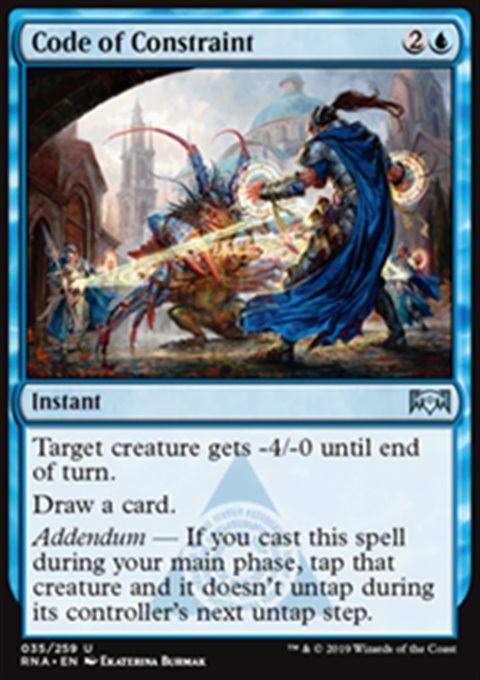 Code of Constraint 2
Instant
Target creature gets -4/-0 until end
of turn.
Draw a card.
Addendum — If you cast this spell
during your main phase, tap that
creature and it doesn't untap during
its controller's next untap step.
035/259 U
RNA • EN Ekaterina Burmak
™ & © 2019 Wizards of the Coast